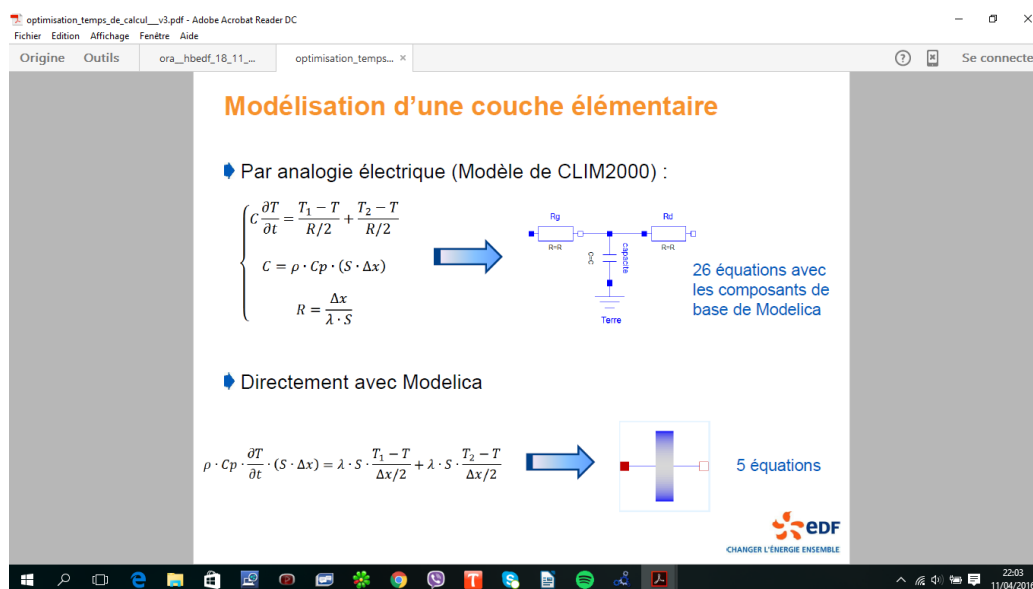 optimisation_temps_de_calcul__v3.pdf - Adobe Acrobat Reader DC
Fichier Edition Affichage Fenêtre Aide
Origine Outils ora__hbedf_18_11_... optimisation_temps... × ? Se connecte
Modélisation d'une couche élémentaire
Par analogie électrique (Modèle de CLIM2000) :
C ∂T/∂t = (T₁ − T)/(R/2) + (T₂ − T)/(R/2)
C = ρ · Cp · (S · Δx)
R = Δx/(λ · S)
Rg Rd
R=R R=R
C=C capacite
Terre
26 équations avec
les composants de
base de Modelica
Directement avec Modelica
ρ · Cp · ∂T/∂t · (S · Δx) = λ · S · (T₁ − T)/(Δx/2) + λ · S · (T₂ − T)/(Δx/2)
5 équations
eDF
CHANGER L'ÉNERGIE ENSEMBLE
22:03
11/04/2016